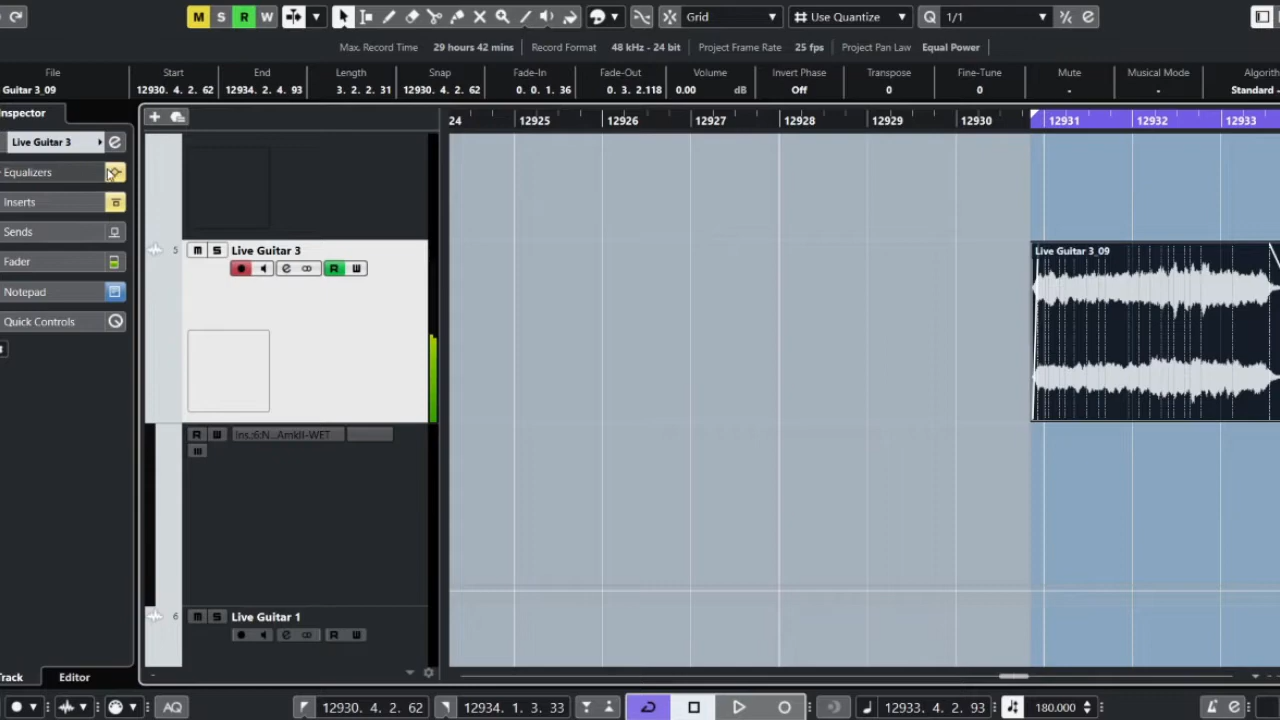 M S R W Grid Use Quantize Q 1/1
Max. Record Time 29 hours 42 mins Record Format 48 kHz - 24 bit Project Frame Rate 25 fps Project Pan Law Equal Power
File Start End Length Snap Fade-In Fade-Out Volume Invert Phase Transpose Fine-Tune Mute Musical Mode Algorith
Guitar 3_09 12930. 4. 2. 62 12934. 2. 4. 93 3. 2. 2. 31 12930. 4. 2. 62 0. 0. 1. 36 0. 3. 2.118 0.00 dB Off 0 0 - - Standard -
Inspector
24 12925 12926 12927 12928 12929 12930 12931 12932 12933
Live Guitar 3
Equalizers
Inserts
Sends
Fader
Notepad
Quick Controls
5 M S Live Guitar 3
R W
Live Guitar 3_09
R W Ins.:6:N...AmkII-WET
6 M S Live Guitar 1
R W
Track Editor
AQ 12930. 4. 2. 62 12934. 1. 3. 33 12933. 4. 2. 93 180.000